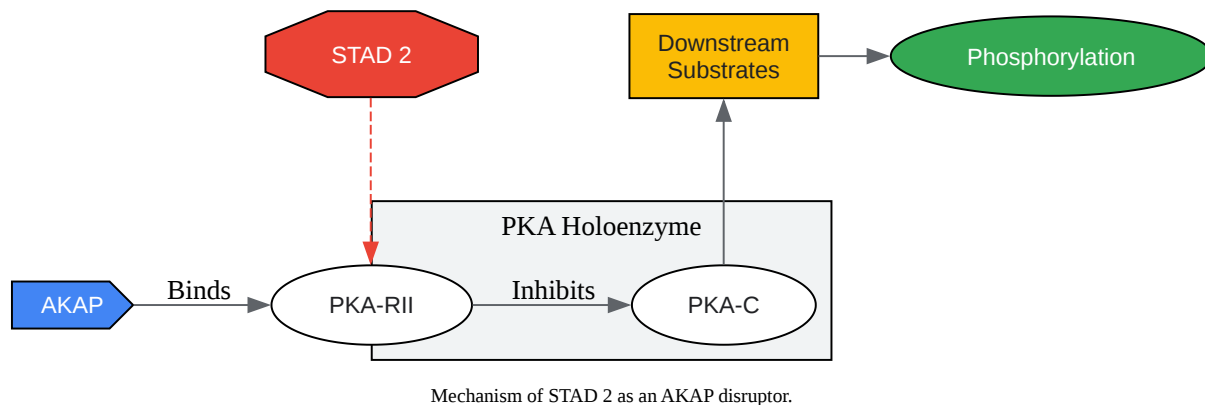 STAD 2
Downstream
Substrates
Phosphorylation
PKA Holoenzyme
AKAP
Binds
PKA-RII
Inhibits
PKA-C
Mechanism of STAD 2 as an AKAP disruptor.